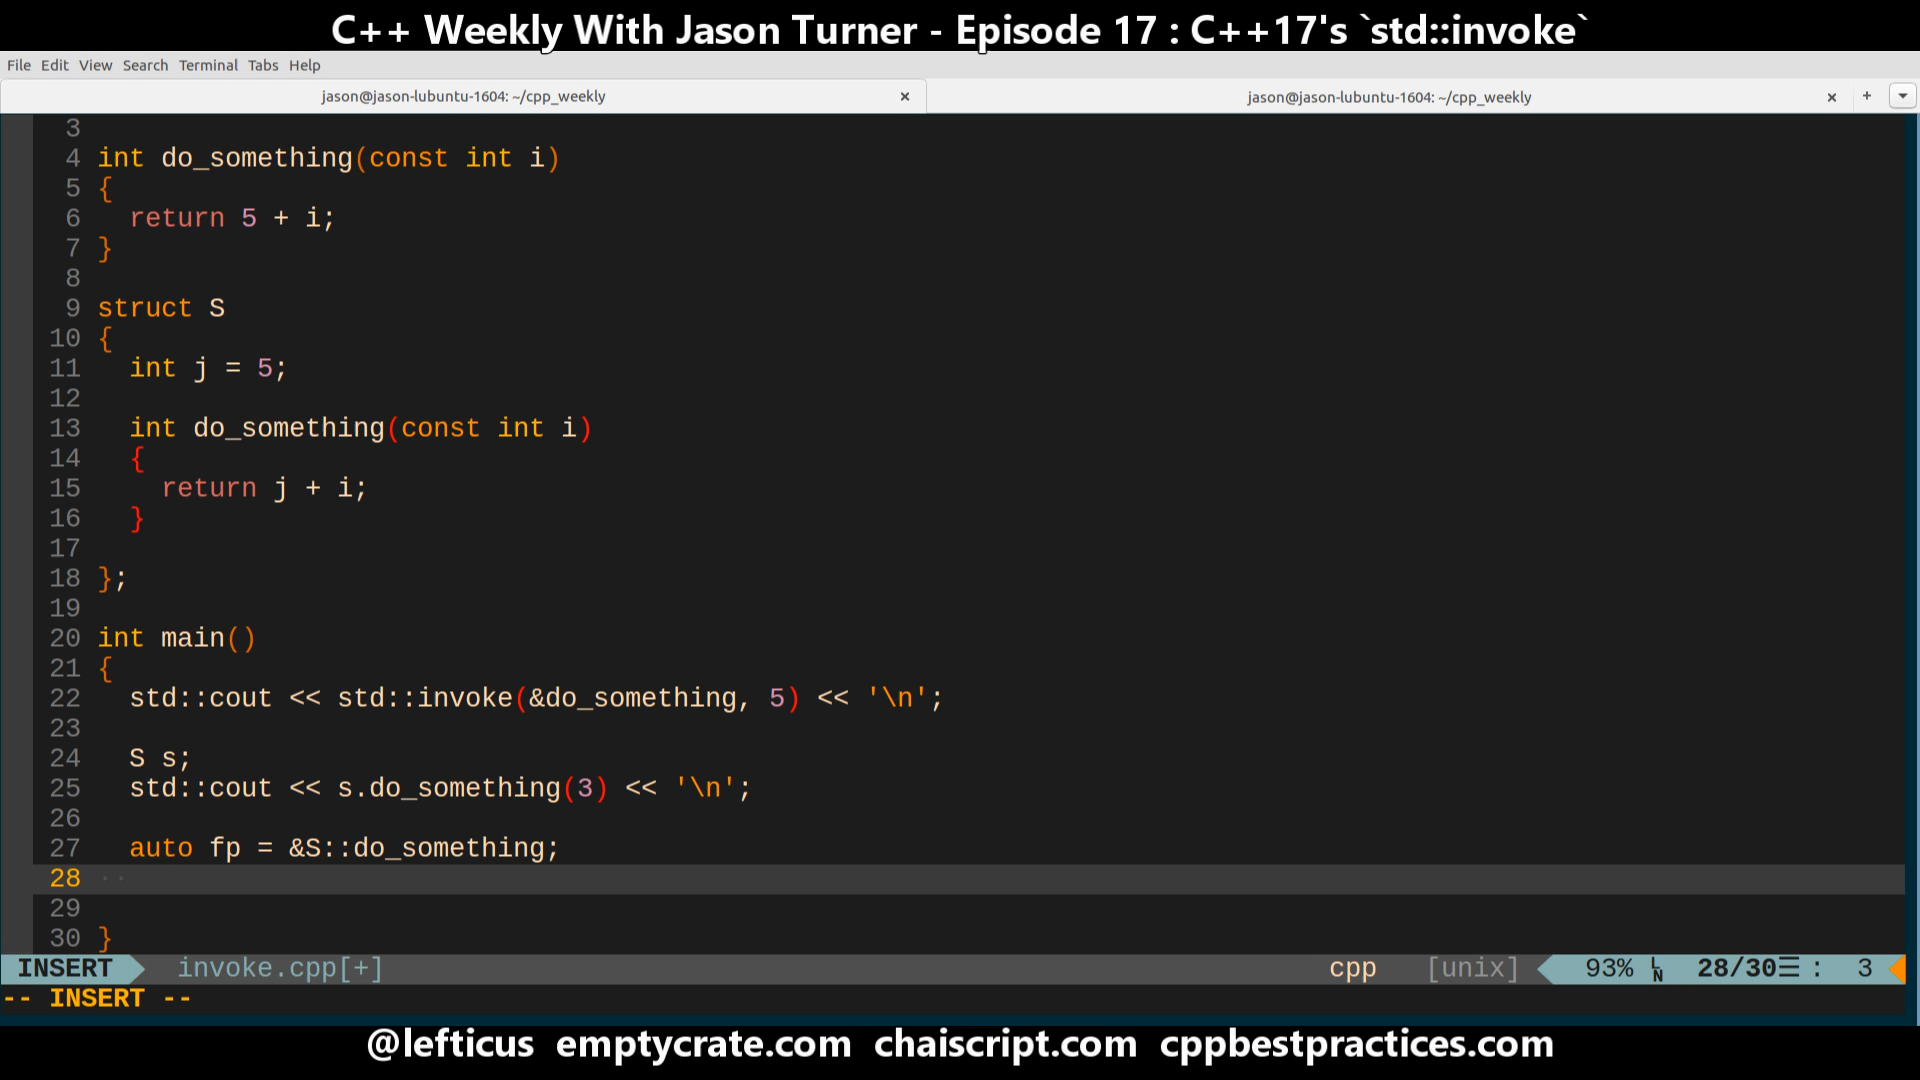 C++ Weekly With Jason Turner - Episode 17 : C++17's `std::invoke`
File Edit View Search Terminal Tabs Help
jason@jason-lubuntu-1604: ~/cpp_weekly × jason@jason-lubuntu-1604: ~/cpp_weekly × +
3
4 int do_something(const int i)
5 {
6   return 5 + i;
7 }
8
9 struct S
10 {
11   int j = 5;
12
13   int do_something(const int i)
14   {
15     return j + i;
16   }
17
18 };
19
20 int main()
21 {
22   std::cout << std::invoke(&do_something, 5) << '\n';
23
24   S s;
25   std::cout << s.do_something(3) << '\n';
26
27   auto fp = &S::do_something;
28 ··
29
30 }
INSERT invoke.cpp[+] cpp [unix] 93% LN 28/30☰ : 3
-- INSERT --
@lefticus emptycrate.com chaiscript.com cppbestpractices.com